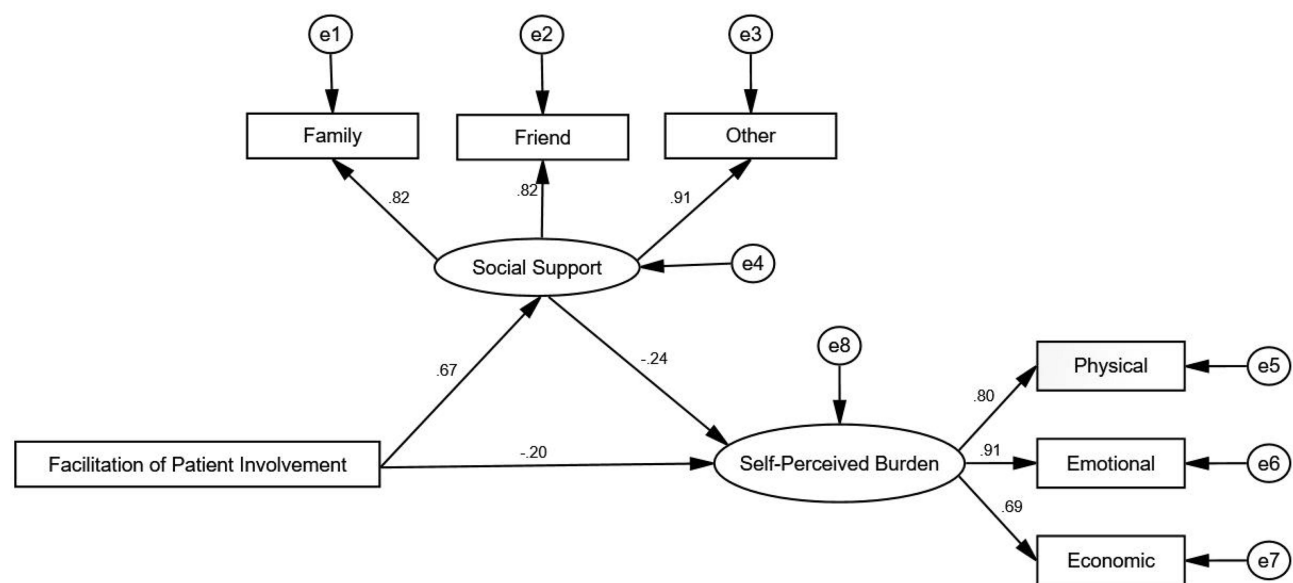 e1
e2
e3
Family
Friend
Other
.82
.82
.91
Social Support
e4
.67
-.24
e8
Physical
e5
.80
Facilitation of Patient Involvement
-.20
Self-Perceived Burden
.91
Emotional
e6
.69
Economic
e7